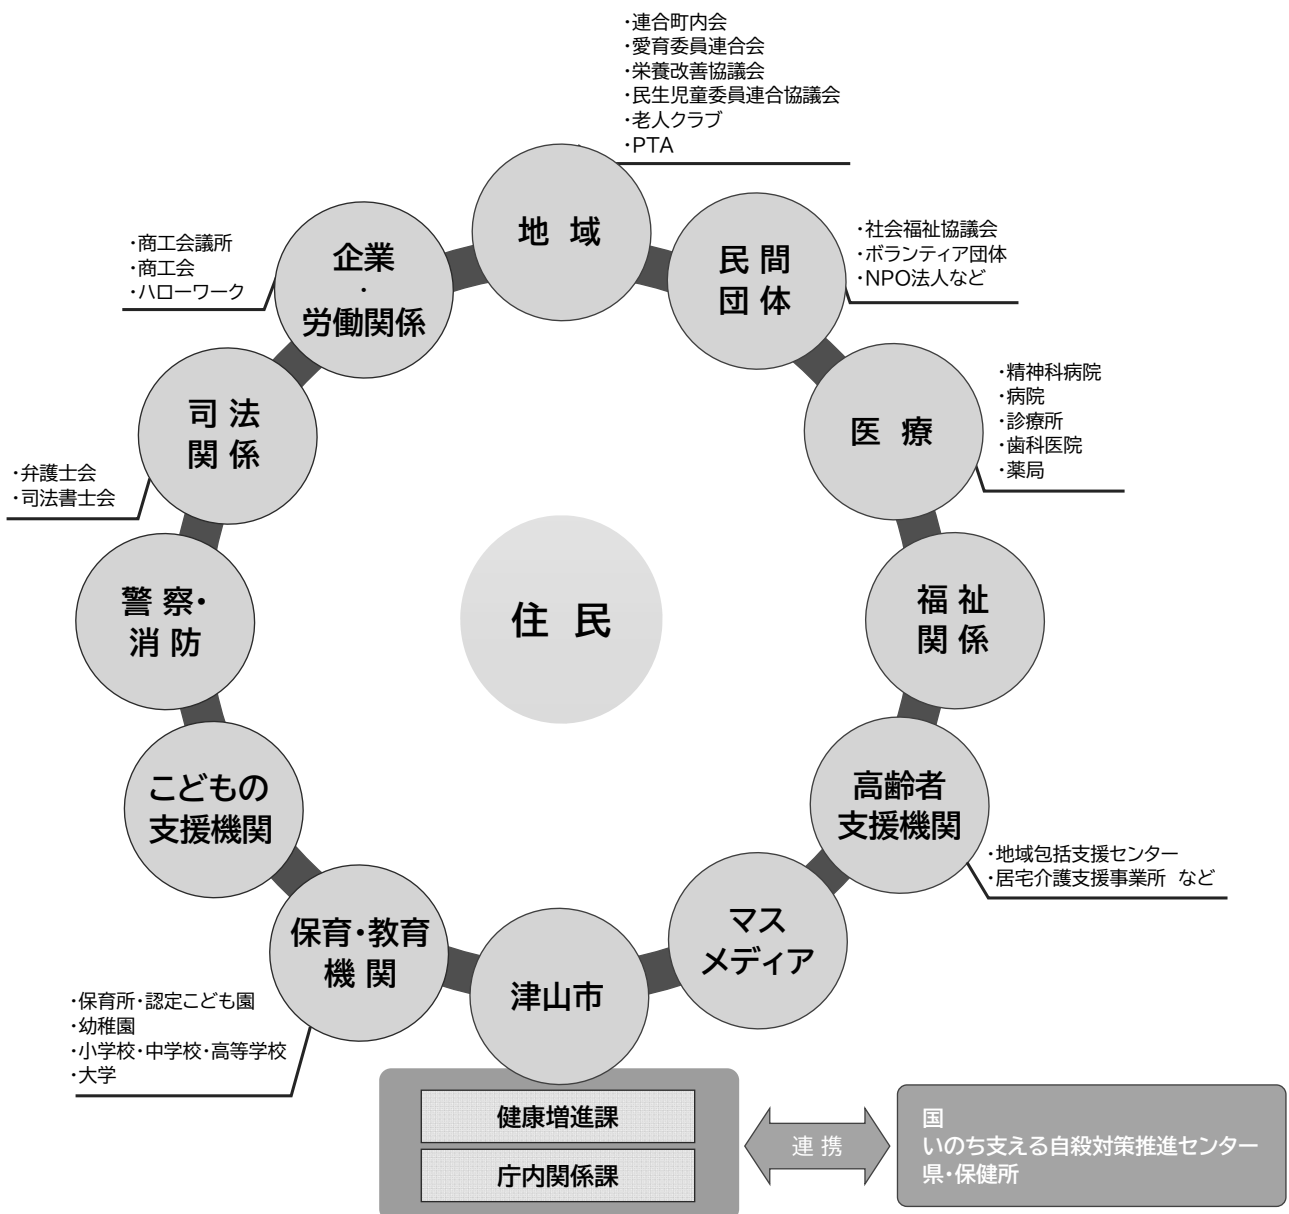 ・連合町内会
・愛育委員連合会
・栄養改善協議会
・民生児童委員連合協議会
・老人クラブ
・PTA
地 域
民 間
団 体
・社会福祉協議会
・ボランティア団体
・NPO法人など
医 療
・精神科病院
・病院
・診療所
・歯科医院
・薬局
福 祉
関 係
高齢者
支援機関
・地域包括支援センター
・居宅介護支援事業所 など
マス
メディア
津山市
保育・教育
機 関
・保育所・認定こども園
・幼稚園
・小学校・中学校・高等学校
・大学
こどもの
支援機関
警 察・
消 防
司 法
関 係
・弁護士会
・司法書士会
企業
・
労働関係
・商工会議所
・商工会
・ハローワーク
住 民
健康増進課
庁内関係課
連 携
国
いのち支える自殺対策推進センター
県・保健所